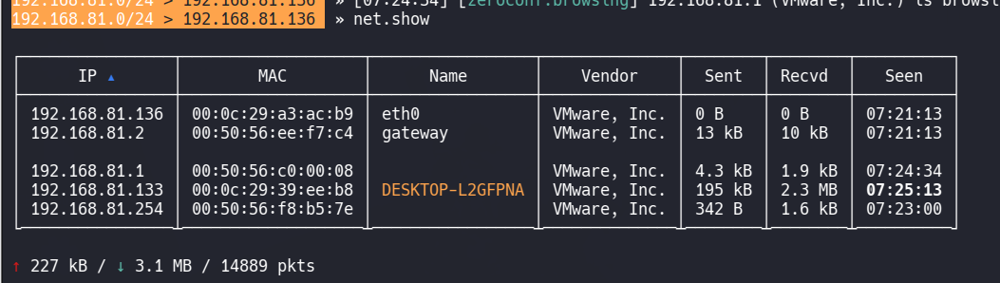 192.168.81.0/24 > 192.168.81.136 » [07:24:34] [zeroconf.browsing] 192.168.81.1 (VMware, Inc.) is browsi
192.168.81.0/24 > 192.168.81.136 » net.show
IP ▲ MAC Name Vendor Sent Recvd Seen
192.168.81.136 00:0c:29:a3:ac:b9 eth0 VMware, Inc. 0 B 0 B 07:21:13
192.168.81.2 00:50:56:ee:f7:c4 gateway VMware, Inc. 13 kB 10 kB 07:21:13
192.168.81.1 00:50:56:c0:00:08 VMware, Inc. 4.3 kB 1.9 kB 07:24:34
192.168.81.133 00:0c:29:39:ee:b8 DESKTOP-L2GFPNA VMware, Inc. 195 kB 2.3 MB 07:25:13
192.168.81.254 00:50:56:f8:b5:7e VMware, Inc. 342 B 1.6 kB 07:23:00
↑ 227 kB / ↓ 3.1 MB / 14889 pkts